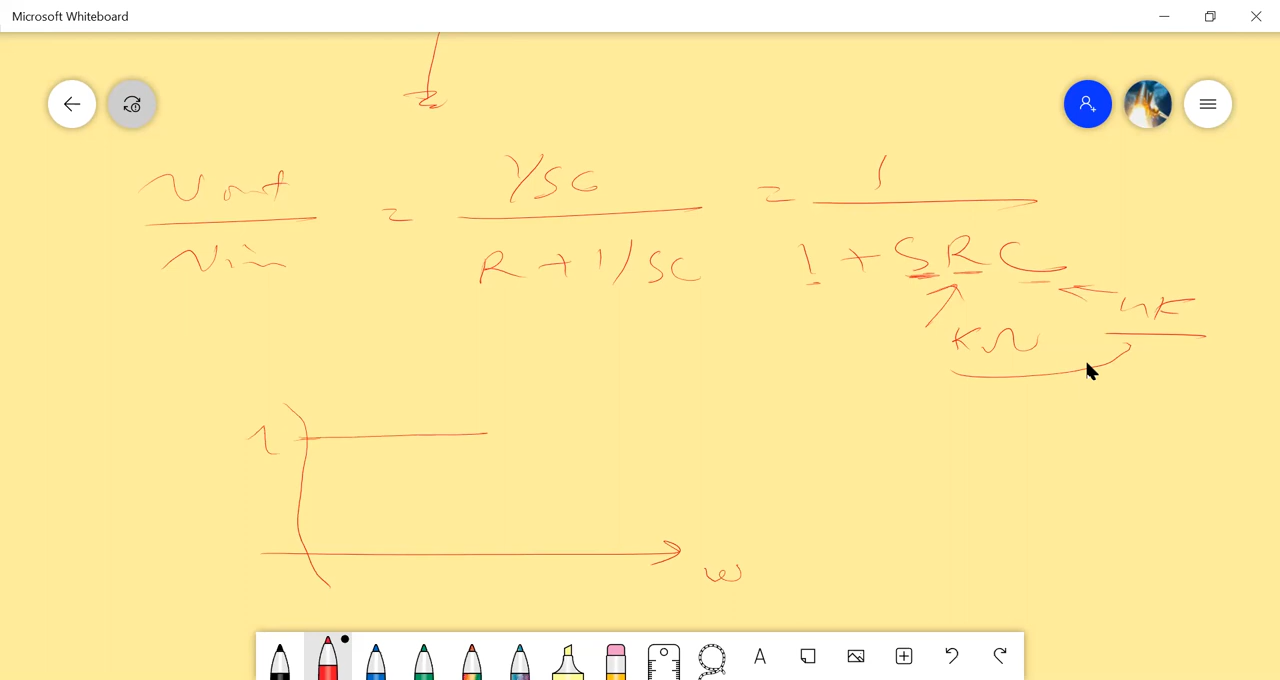 Microsoft Whiteboard
Vout / Vin = 1/SC / R + 1/SC = 1 / 1 + SRC
nF
KΩ
1
w
A